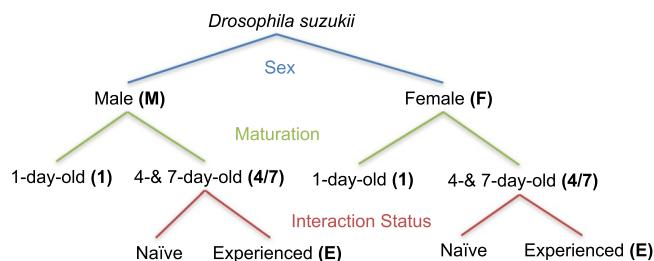 Drosophila suzukii
Sex
Male (M) Female (F)
Maturation
1-day-old (1) 4-& 7-day-old (4/7) 1-day-old (1) 4-& 7-day-old (4/7)
Interaction Status
Naïve Experienced (E) Naïve Experienced (E)